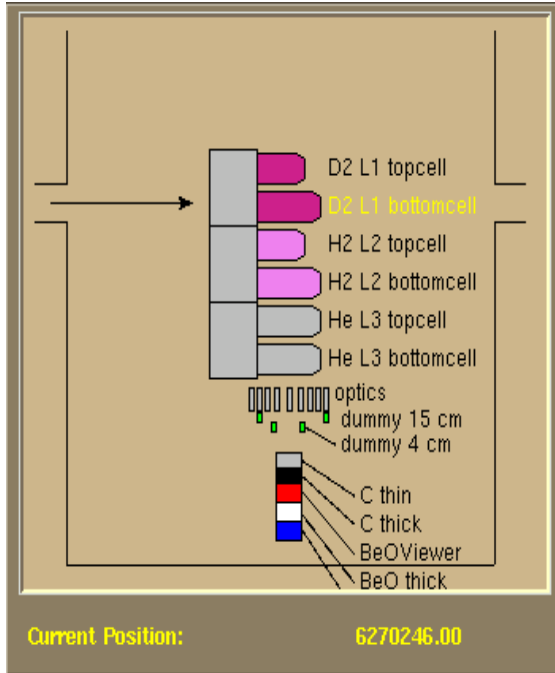 D2 L1 topcell
D2 L1 bottomcell
H2 L2 topcell
H2 L2 bottomcell
He L3 topcell
He L3 bottomcell
optics
dummy 15 cm
dummy 4 cm
C thin
C thick
BeOViewer
BeO thick
Current Position: 6270246.00